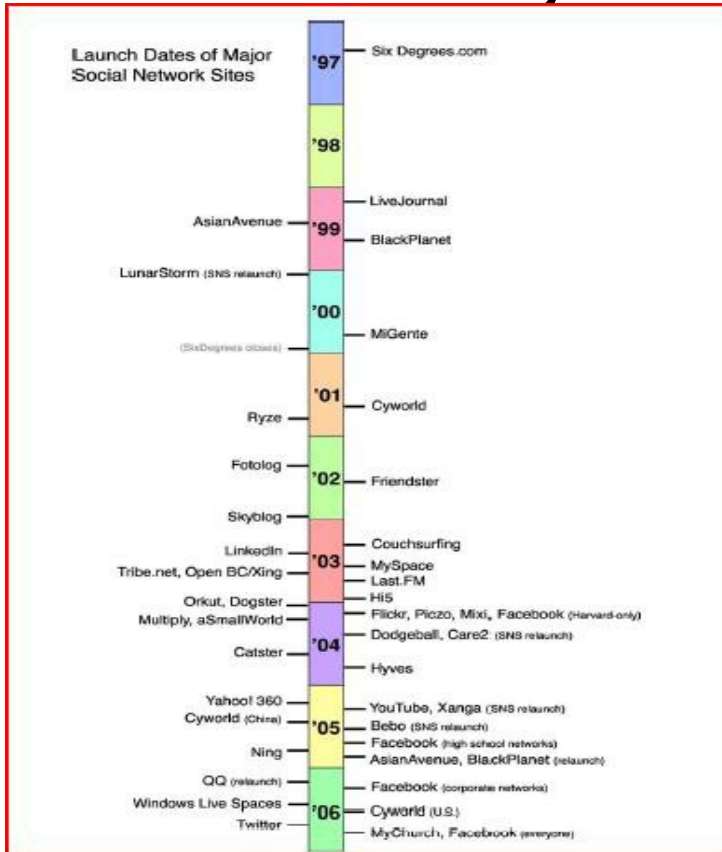 Launch Dates of Major
Social Network Sites
'97
Six Degrees.com
'98
LiveJournal
AsianAvenue
'99
BlackPlanet
LunarStorm (SNS relaunch)
'00
MiGente
(SixDegrees closes)
'01
Cyworld
Ryze
Fotolog
'02
Friendster
Skyblog
Couchsurfing
LinkedIn
'03
MySpace
Tribe.net, Open BC/Xing
Last.FM
Hi5
Orkut, Dogster
Flickr, Piczo, Mixi, Facebook (Harvard-only)
Multiply, aSmallWorld
'04
Dodgeball, Care2 (SNS relaunch)
Catster
Hyves
Yahoo! 360
YouTube, Xanga (SNS relaunch)
Cyworld (China)
'05
Bebo (SNS relaunch)
Facebook (high school networks)
Ning
AsianAvenue, BlackPlanet (relaunch)
QQ (relaunch)
Facebook (corporate networks)
Windows Live Spaces
'06
Cyworld (U.S.)
Twitter
MyChurch, Facebook (everyone)